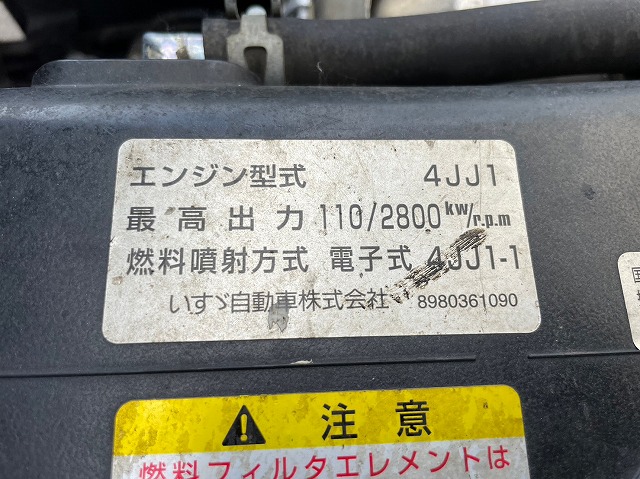 エンジン型式 4JJ1
最高出力 110/2800 kw/r.p.m
燃料噴射方式 電子式 4JJ1-1
いすゞ自動車株式会社 8980361090
注意
燃料フィルタエレメントは